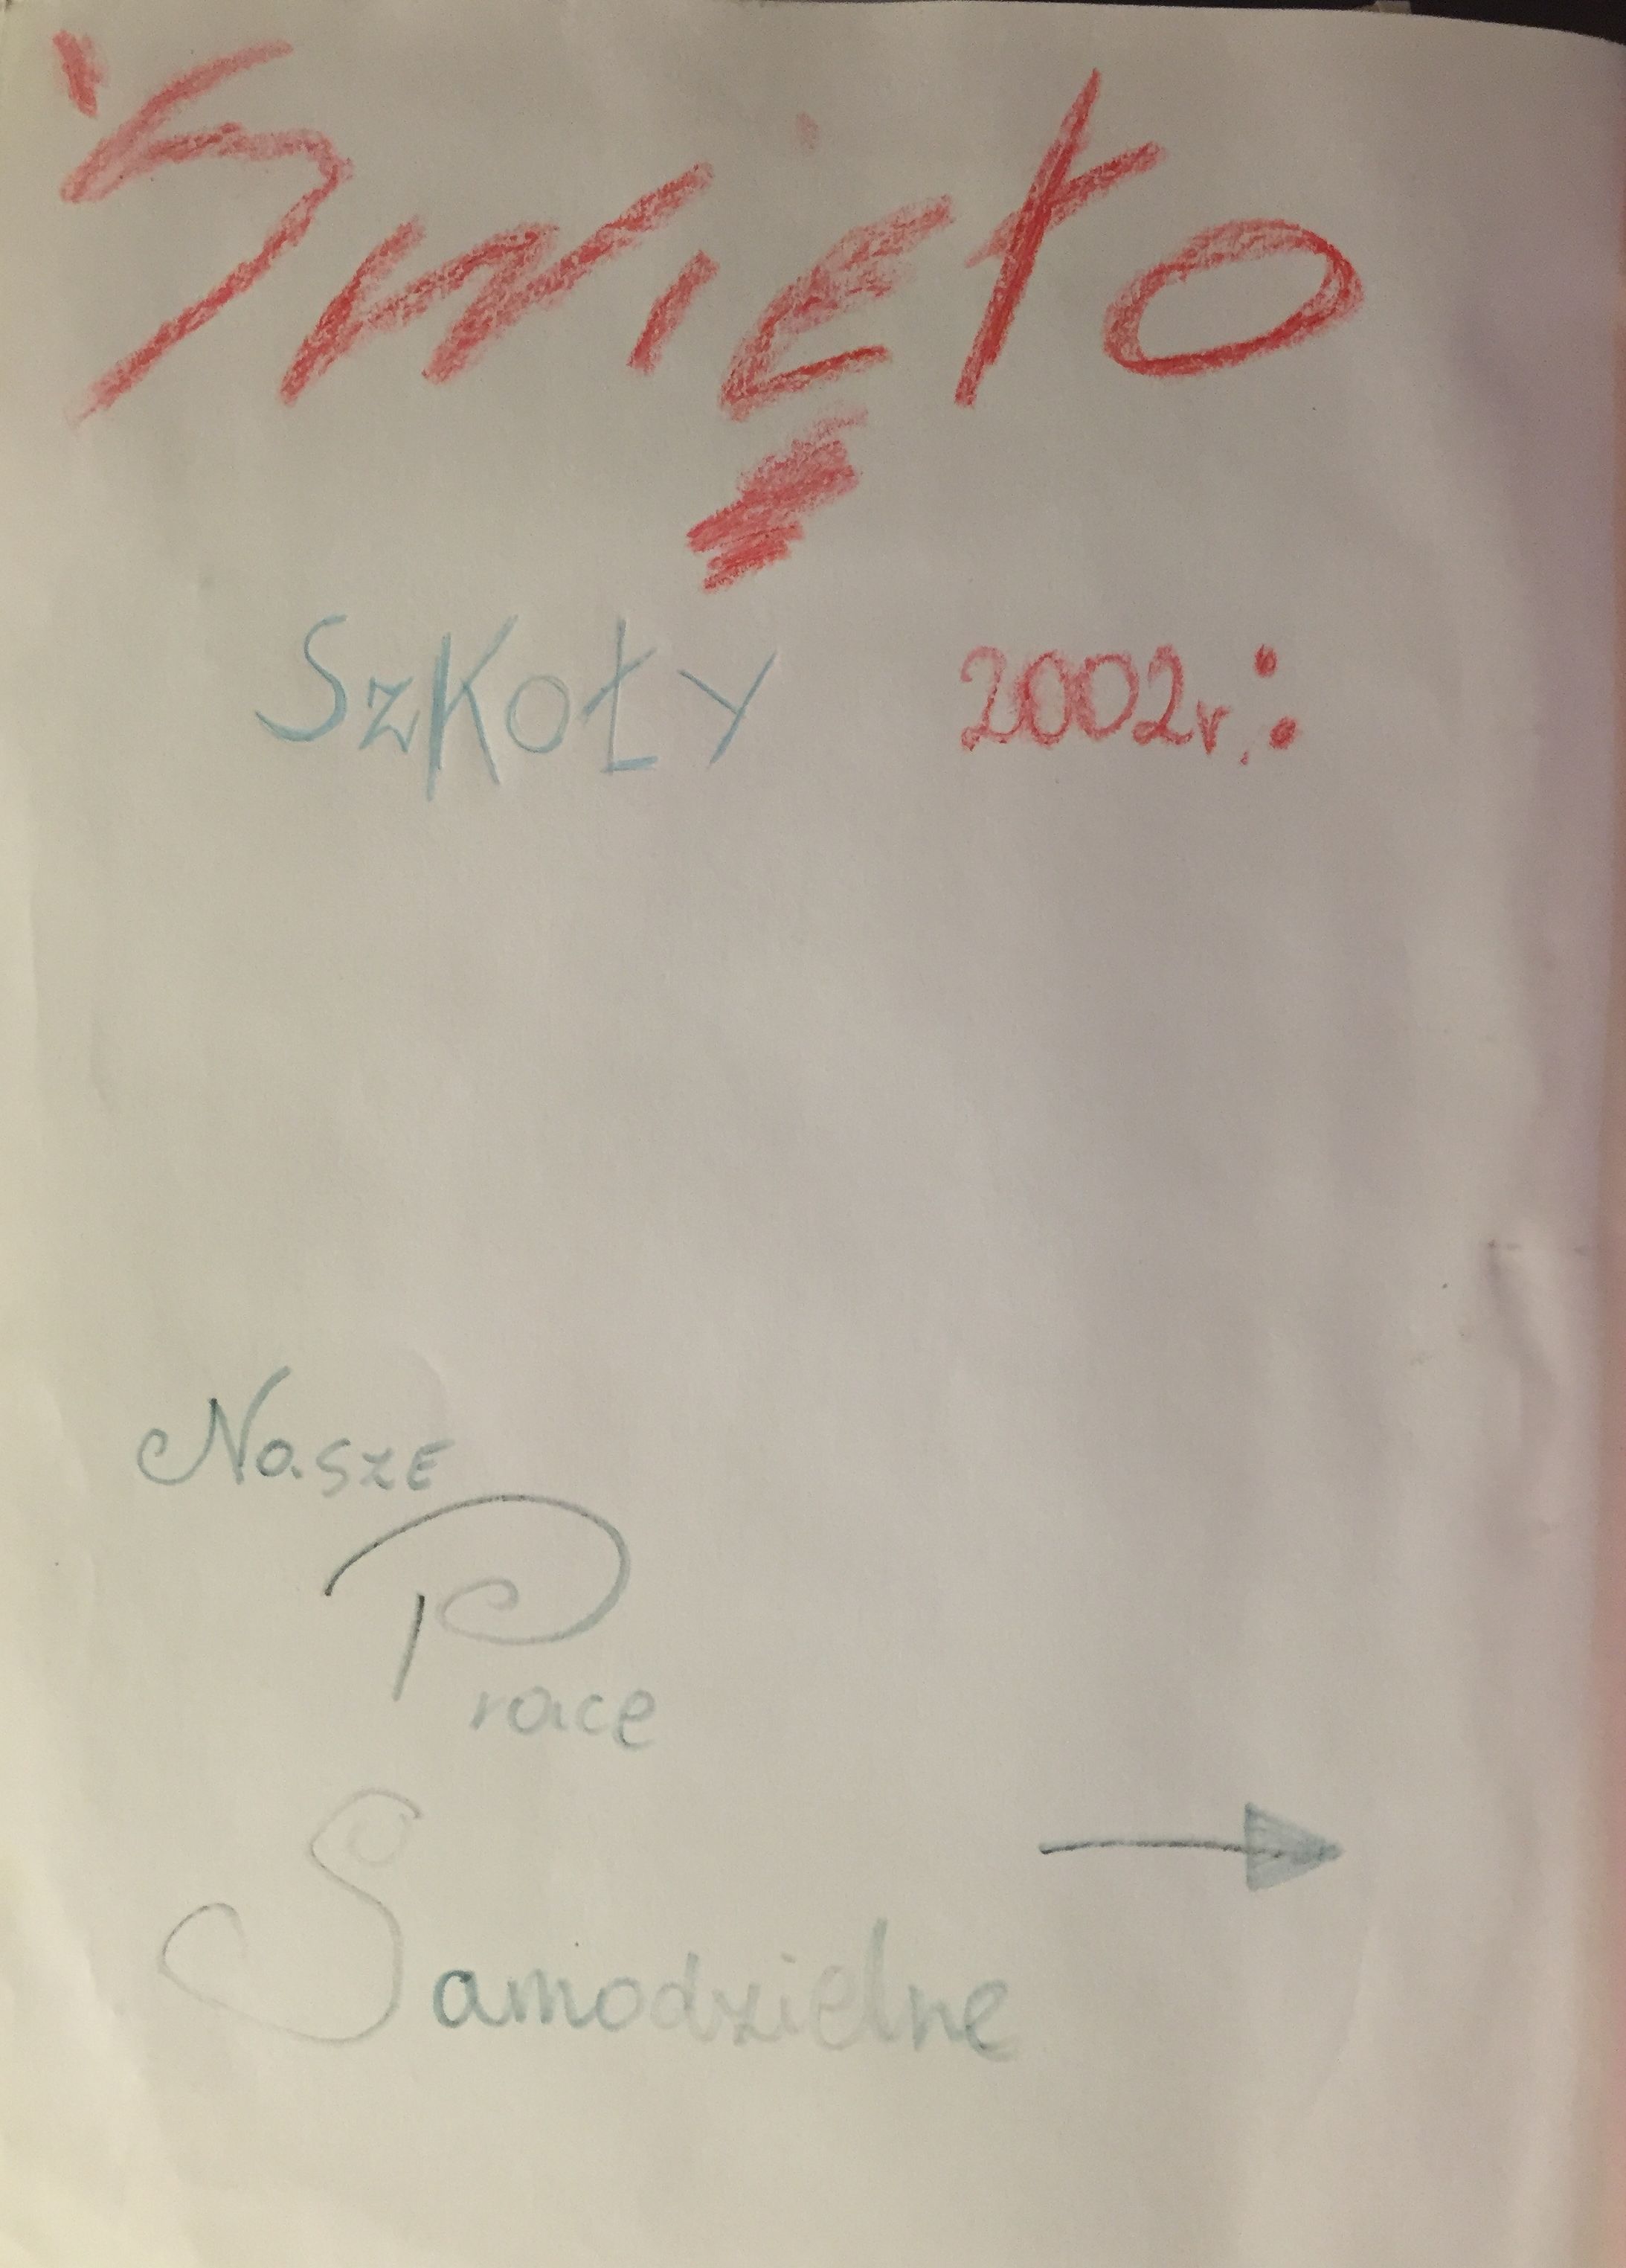 Święto
SZKOŁY 2002r.:
Nasze
Prace
Samodzielne